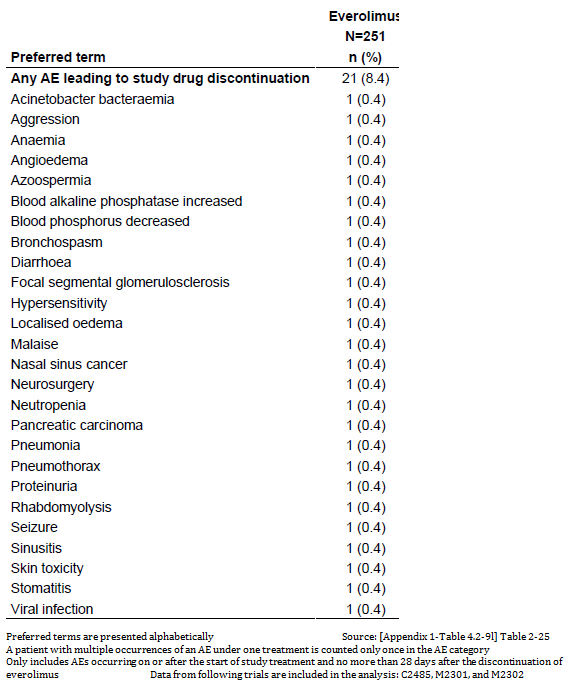 Everolimus
N=251
Preferred term n (%)
Any AE leading to study drug discontinuation 21 (8.4)
Acinetobacter bacteraemia 1 (0.4)
Aggression 1 (0.4)
Anaemia 1 (0.4)
Angioedema 1 (0.4)
Azoospermia 1 (0.4)
Blood alkaline phosphatase increased 1 (0.4)
Blood phosphorus decreased 1 (0.4)
Bronchospasm 1 (0.4)
Diarrhoea 1 (0.4)
Focal segmental glomerulosclerosis 1 (0.4)
Hypersensitivity 1 (0.4)
Localised oedema 1 (0.4)
Malaise 1 (0.4)
Nasal sinus cancer 1 (0.4)
Neurosurgery 1 (0.4)
Neutropenia 1 (0.4)
Pancreatic carcinoma 1 (0.4)
Pneumonia 1 (0.4)
Pneumothorax 1 (0.4)
Proteinuria 1 (0.4)
Rhabdomyolysis 1 (0.4)
Seizure 1 (0.4)
Sinusitis 1 (0.4)
Skin toxicity 1 (0.4)
Stomatitis 1 (0.4)
Viral infection 1 (0.4)
Preferred terms are presented alphabetically Source: [Appendix 1-Table 4.2-9l] Table 2-25
A patient with multiple occurrences of an AE under one treatment is counted only once in the AE category
Only includes AEs occurring on or after the start of study treatment and no more than 28 days after the discontinuation of
everolimus Data from following trials are included in the analysis: C2485, M2301, and M2302